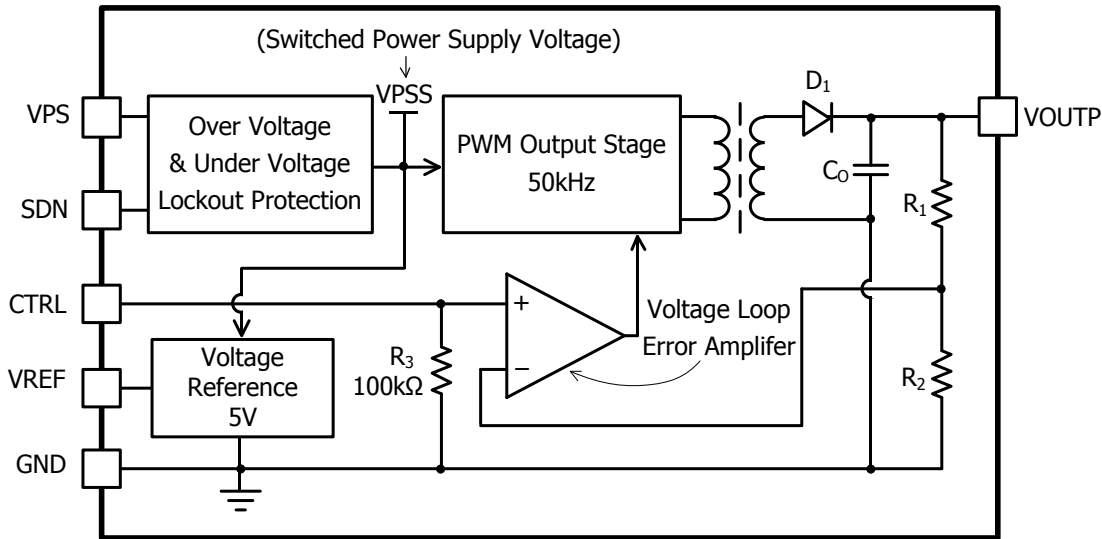 (Switched Power Supply Voltage)
VPSS
D1
VPS
Over Voltage
& Under Voltage
Lockout Protection
PWM Output Stage
50kHz
VOUTP
CO
R1
SDN
CTRL
+
Voltage Loop
Error Amplifer
R3
100kΩ
−
R2
VREF
Voltage
Reference
5V
GND